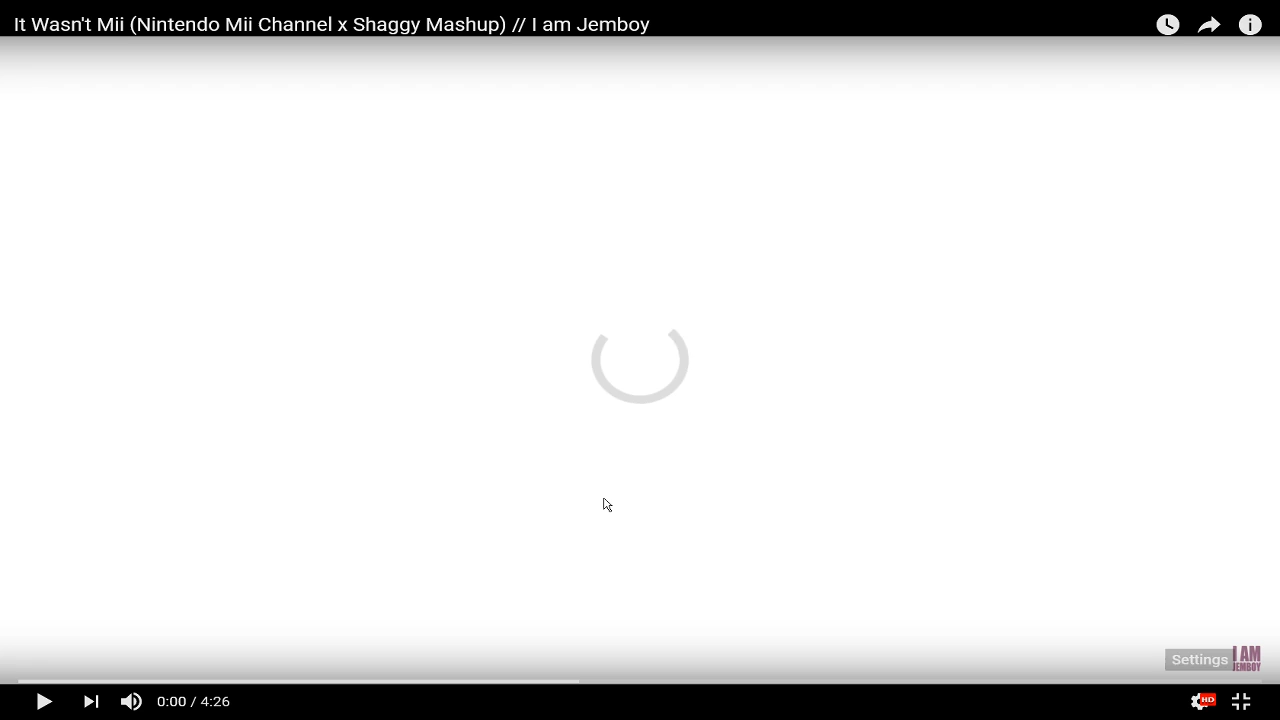 It Wasn't Mii (Nintendo Mii Channel x Shaggy Mashup) // I am Jemboy
Settings
I AM
JEMBOY
0:00 / 4:26
HD